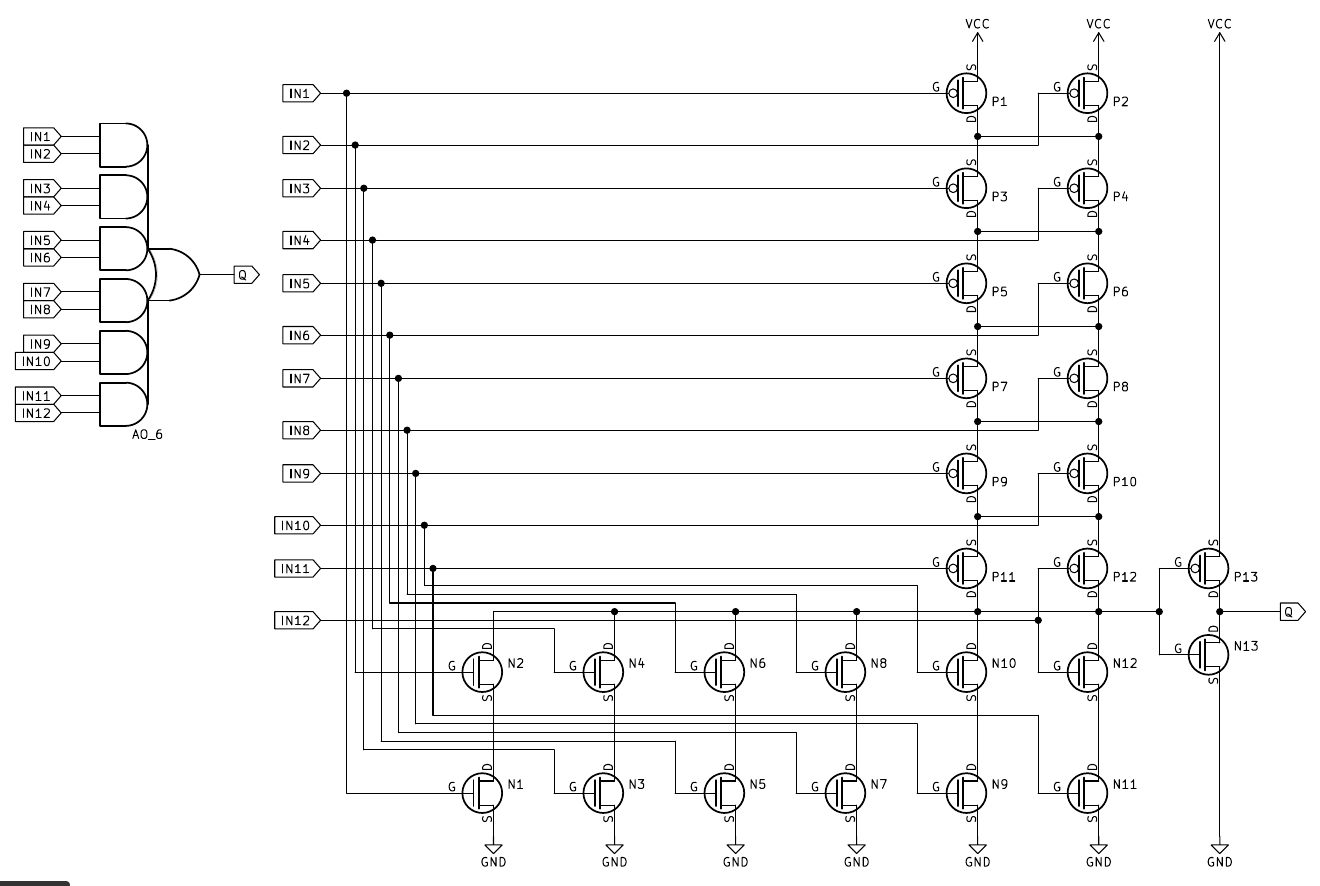 VCC VCC VCC
S S
IN1 G P1 G P2
D D
IN1
IN2
IN2
S S
IN3 G P3 G P4
IN3
IN4
D D
IN4
IN5
IN6
S S
Q
IN5 G P5 G P6
IN7
IN8
D D
IN6
IN9
IN10
S S
IN7 G P7 G P8
IN11
IN12
D D
AO_6
IN8
S S
IN9 G P9 G P10
D D
IN10
S S S
IN11 G P11 G P12 G P13
D D D
Q
IN12
D D D D D D D
G N2 G N4 G N6 G N8 G N10 G N12 G N13
S S S S S S S
D D D D D D
G N1 G N3 G N5 G N7 G N9 G N11
S S S S S S
GND GND GND GND GND GND GND